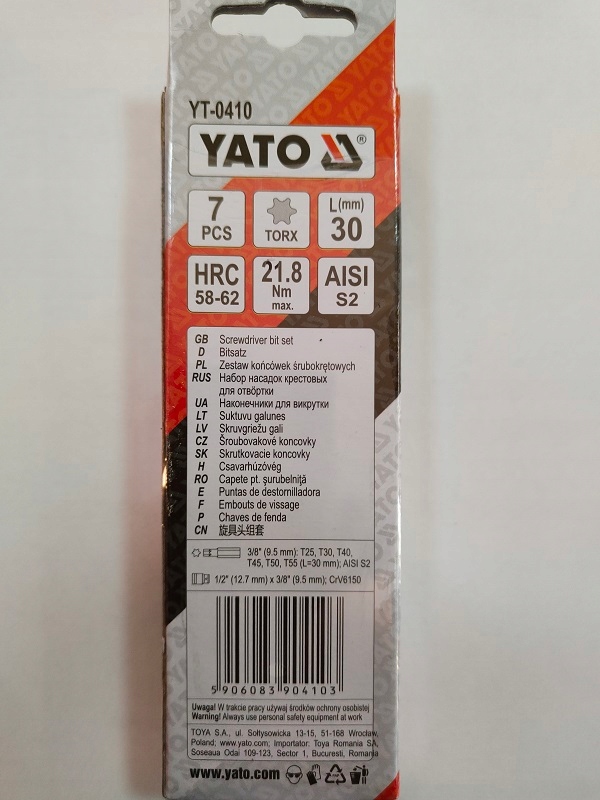 YT-0410
YATO ®
7
PCS
TORX
L(mm)
30
HRC
58-62
21.8
Nm
max.
AISI
S2
GB Screwdriver bit set
D Bitsatz
PL Zestaw końcówek śrubokrętowych
RUS Набор насадок крестовых
для отвёртки
UA Наконечники для викрутки
LT Suktuvu galunes
LV Skruvgriežu gali
CZ Šroubovakové koncovky
SK Skrutkovacie koncovky
H Csavarhúzóvég
RO Capete pt. şurubelniţă
E Puntas de destornilladora
F Embouts de vissage
P Chaves de fenda
CN 旋具头组套
3/8" (9.5 mm): T25, T30, T40,
T45, T50, T55 (L=30 mm); AISI S2
1/2" (12.7 mm) x 3/8" (9.5 mm); CrV6150
5 906083 904103
Uwaga! W trakcie pracy używaj środków ochrony osobistej
Warning! Always use personal safety equipment at work
TOYA S.A., ul. Sołtysowicka 13-15, 51-168 Wrocław,
Poland; www.yato.com; Importator: Toya Romania SA,
Soseaua Odai 109-123, Sector 1, Bucuresti, Romania
www.yato.com